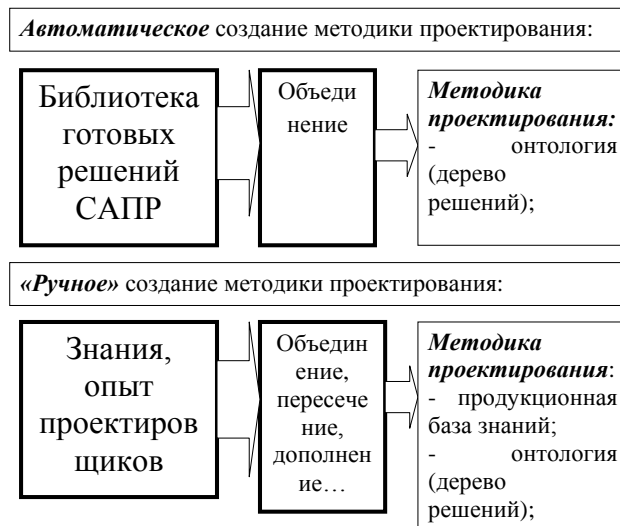 Автоматическое создание методики проектирования:
Библиотека
готовых
решений
САПР
Объеди
нение
Методика
проектирования:
- онтология
(дерево
решений);
«Ручное» создание методики проектирования:
Знания,
опыт
проектиров
щиков
Объединн
ение,
пересече
ние,
дополнен
ие…
Методика
проектирования:
- продукционная
база знаний;
- онтология
(дерево
решений);